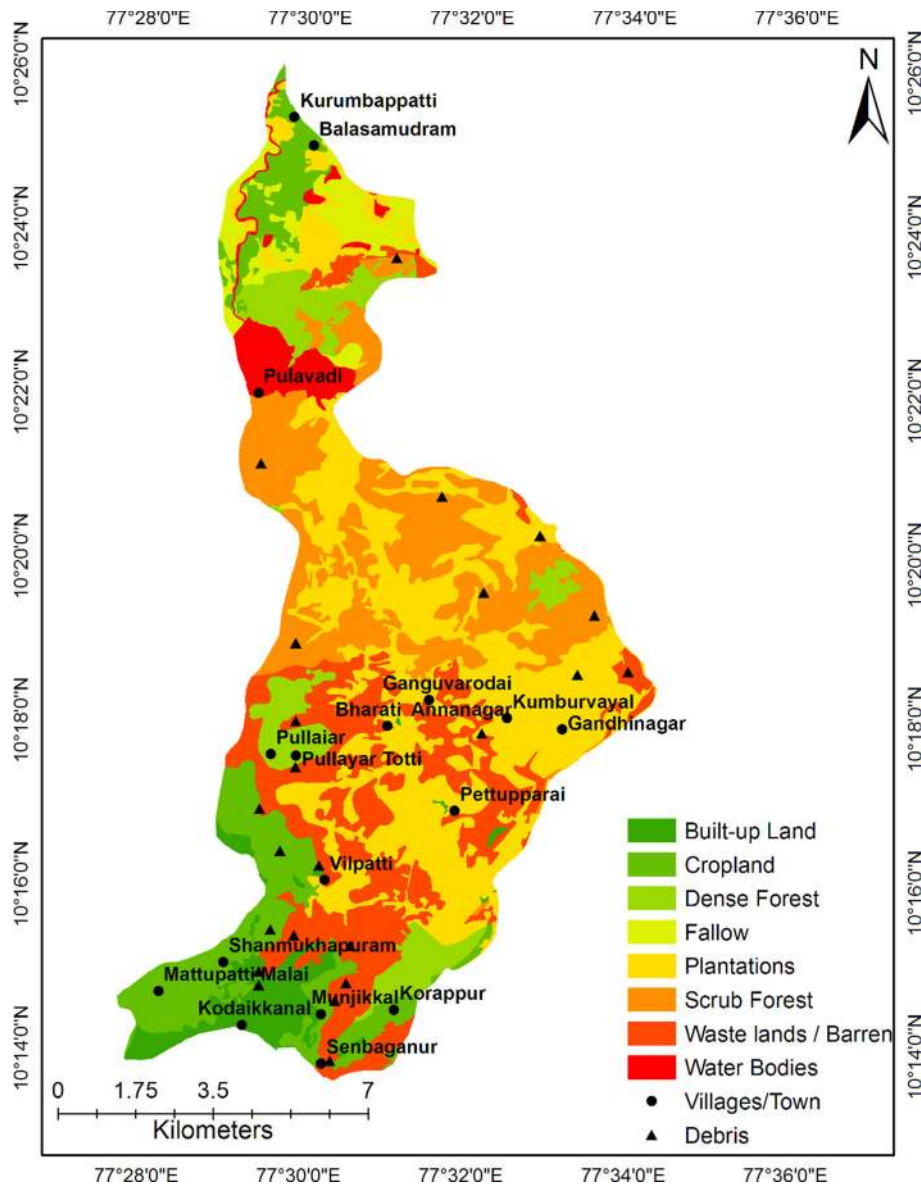 77°28'0"E 77°30'0"E 77°32'0"E 77°34'0"E 77°36'0"E
10°26'0"N 10°26'0"N
N
Kurumbappatti
Balasamudram
10°24'0"N 10°24'0"N
10°22'0"N 10°22'0"N
Pulavadi
10°20'0"N 10°20'0"N
Ganguvarodai
Bharati Annanagar Kumburvayal
Gandhinagar
10°18'0"N 10°18'0"N
Pullaiar
Pullayar Totti
Pettupparai
Vilpatti
10°16'0"N 10°16'0"N
Shanmukhapuram
Mattupatti Malai
Kodaikkanal Munjikkal Korappur
Senbaganur
10°14'0"N 10°14'0"N
Built-up Land
Cropland
Dense Forest
Fallow
Plantations
Scrub Forest
Waste lands / Barren
Water Bodies
Villages/Town
Debris
0 1.75 3.5 7
Kilometers
77°28'0"E 77°30'0"E 77°32'0"E 77°34'0"E 77°36'0"E